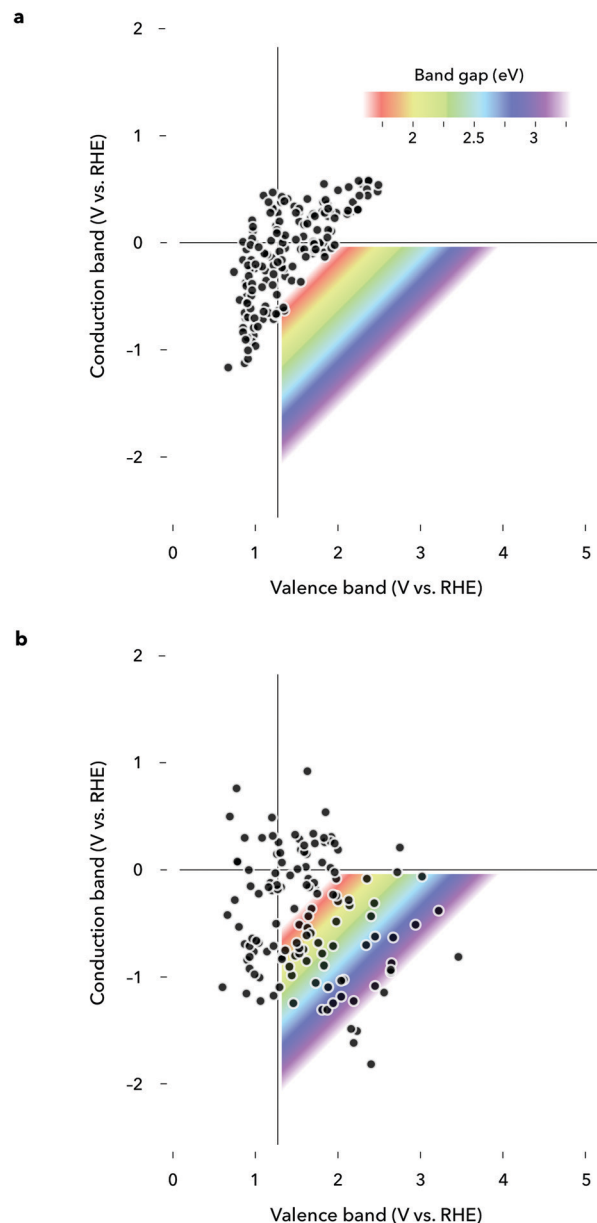 a
2
1
0
–1
–2
Conduction band (V vs. RHE)
Band gap (eV)
2 2.5 3
0 1 2 3 4 5
Valence band (V vs. RHE)
b
2
1
0
–1
–2
Conduction band (V vs. RHE)
0 1 2 3 4 5
Valence band (V vs. RHE)